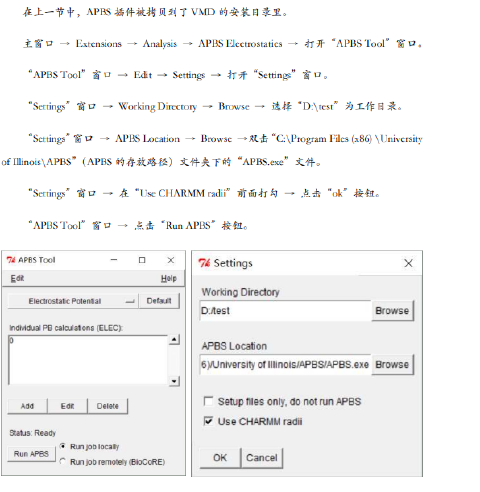 在上一节中，APBS 插件被拷贝到了 VMD 的安装目录里。
主窗口 → Extensions → Analysis → APBS Electrostatics → 打开“APBS Tool”窗口。
“APBS Tool”窗口 → Edit → Settings → 打开“Settings”窗口。
“Settings”窗口 → Working Directory → Browse → 选择“D:\test”为工作目录。
“Settings”窗口 → APBS Location → Browse →双击“C:\Program Files (x86) \University
of Illinois\APBS”（APBS 的存放路径）文件夹下的“APBS.exe”文件。
“Settings”窗口 → 在“Use CHARMM radii”前面打勾 → 点击“ok”按钮。
“APBS Tool”窗口 → 点击“Run APBS”按钮。
APBS Tool
Edit Help
Electrostatic Potential Default
Individual PB calculations (ELEC):
0
Add Edit Delete
Status: Ready
Run APBS
Run job locally
Run job remotely (BioCoRE)
Settings
Working Directory
D:/test Browse
APBS Location
6)/University of Illinois/APBS/APBS.exe Browse
Setup files only, do not run APBS
Use CHARMM radii
OK Cancel